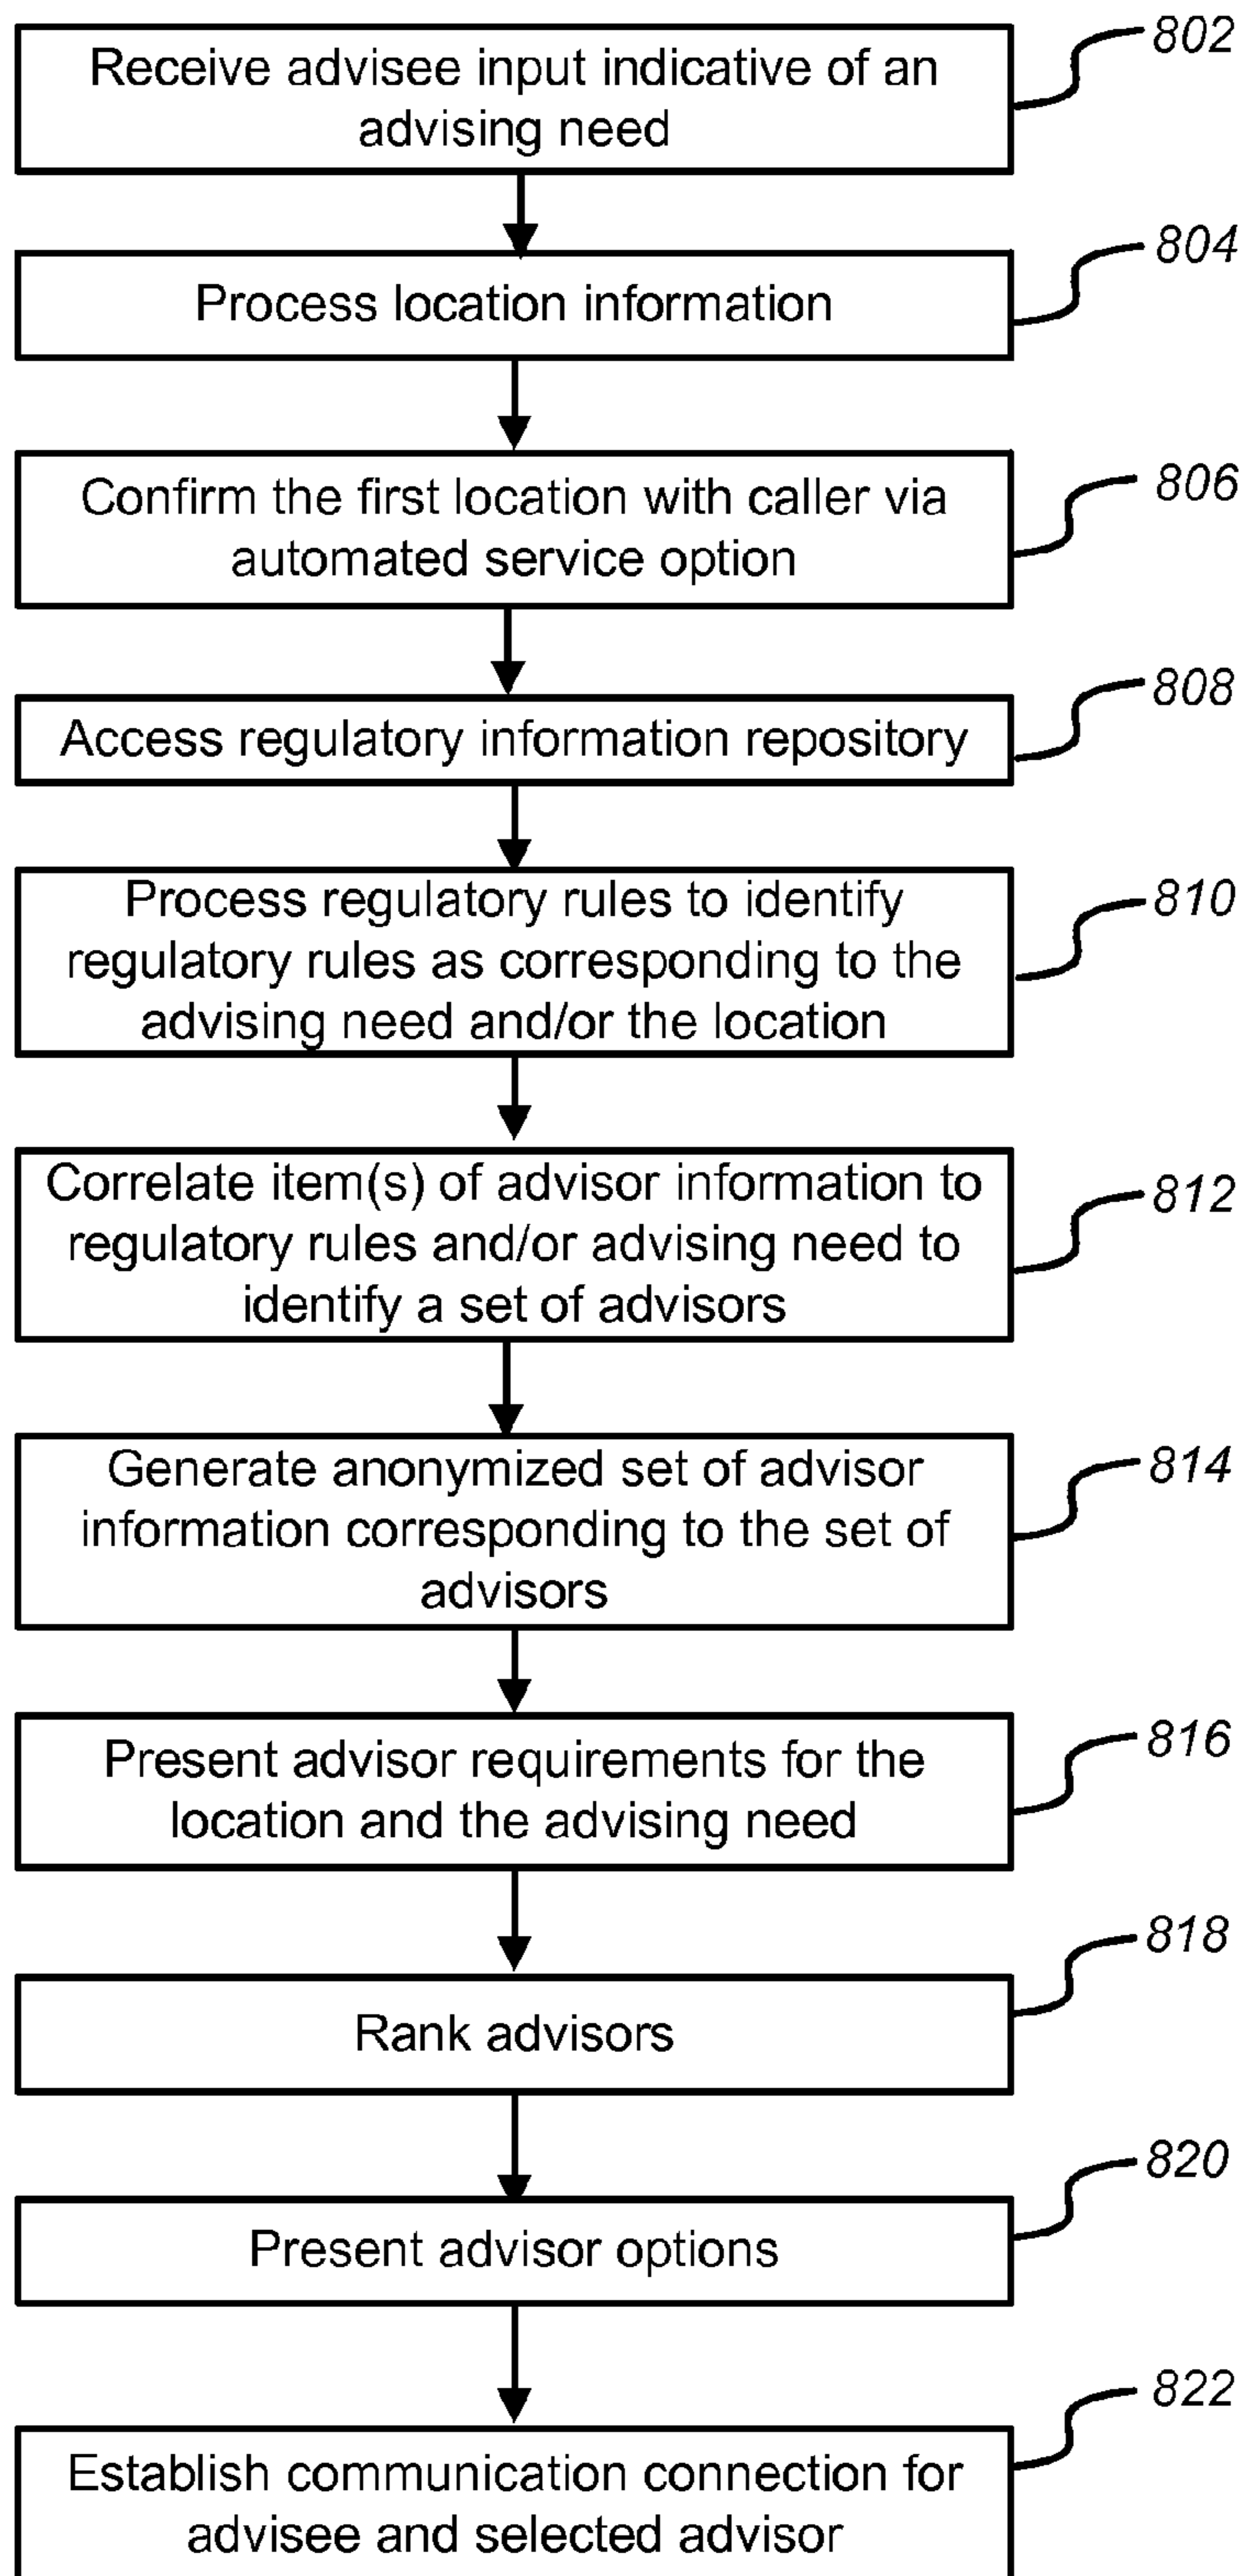 802
Receive advisee input indicative of an
advising need
804
Process location information
806
Confirm the first location with caller via
automated service option
808
Access regulatory information repository
810
Process regulatory rules to identify
regulatory rules as corresponding to the
advising need and/or the location
812
Correlate item(s) of advisor information to
regulatory rules and/or advising need to
identify a set of advisors
814
Generate anonymized set of advisor
information corresponding to the set of
advisors
816
Present advisor requirements for the
location and the advising need
818
Rank advisors
820
Present advisor options
822
Establish communication connection for
advisee and selected advisor